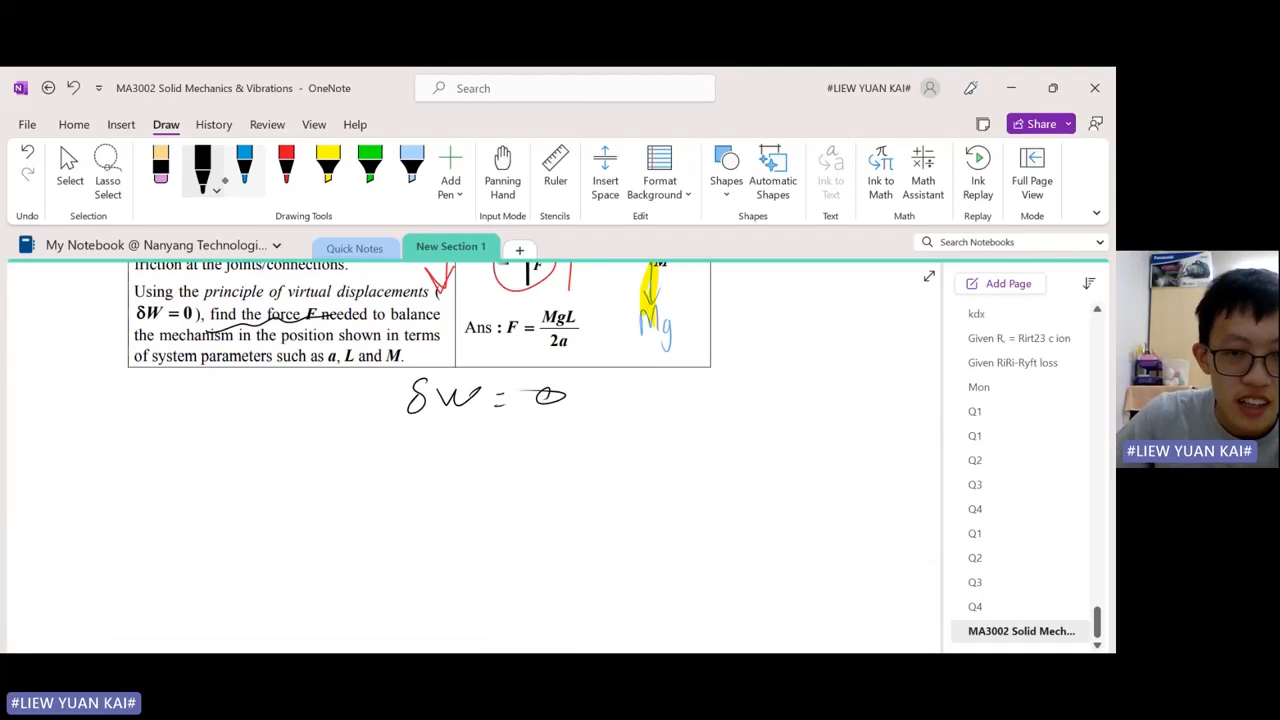 MA3002 Solid Mechanics & Vibrations - OneNote
Search
#LIEW YUAN KAI#
File Home Insert Draw History Review View Help
Share
Undo
Select
Lasso Select
Add Pen
Panning Hand
Ruler
Insert Space
Format Background
Shapes
Automatic Shapes
Ink to Text
Ink to Math
Math Assistant
Ink Replay
Full Page View
Undo Selection Drawing Tools Input Mode Stencils Edit Shapes Text Math Replay Mode
My Notebook @ Nanyang Technologi...
Quick Notes
New Section 1
Search Notebooks
friction at the joints/connections.
Using the principle of virtual displacements (
δW = 0), find the force F needed to balance
the mechanism in the position shown in terms
of system parameters such as a, L and M.
F
M
Mg
Ans : F = MgL
2a
δW = 0
Add Page
kdx
Given R, = Rirt23 c ion
Given RiRi-Ryft loss
Mon
Q1
Q1
Q2
Q3
Q4
Q1
Q2
Q3
Q4
MA3002 Solid Mech...
#LIEW YUAN KAI#
#LIEW YUAN KAI#